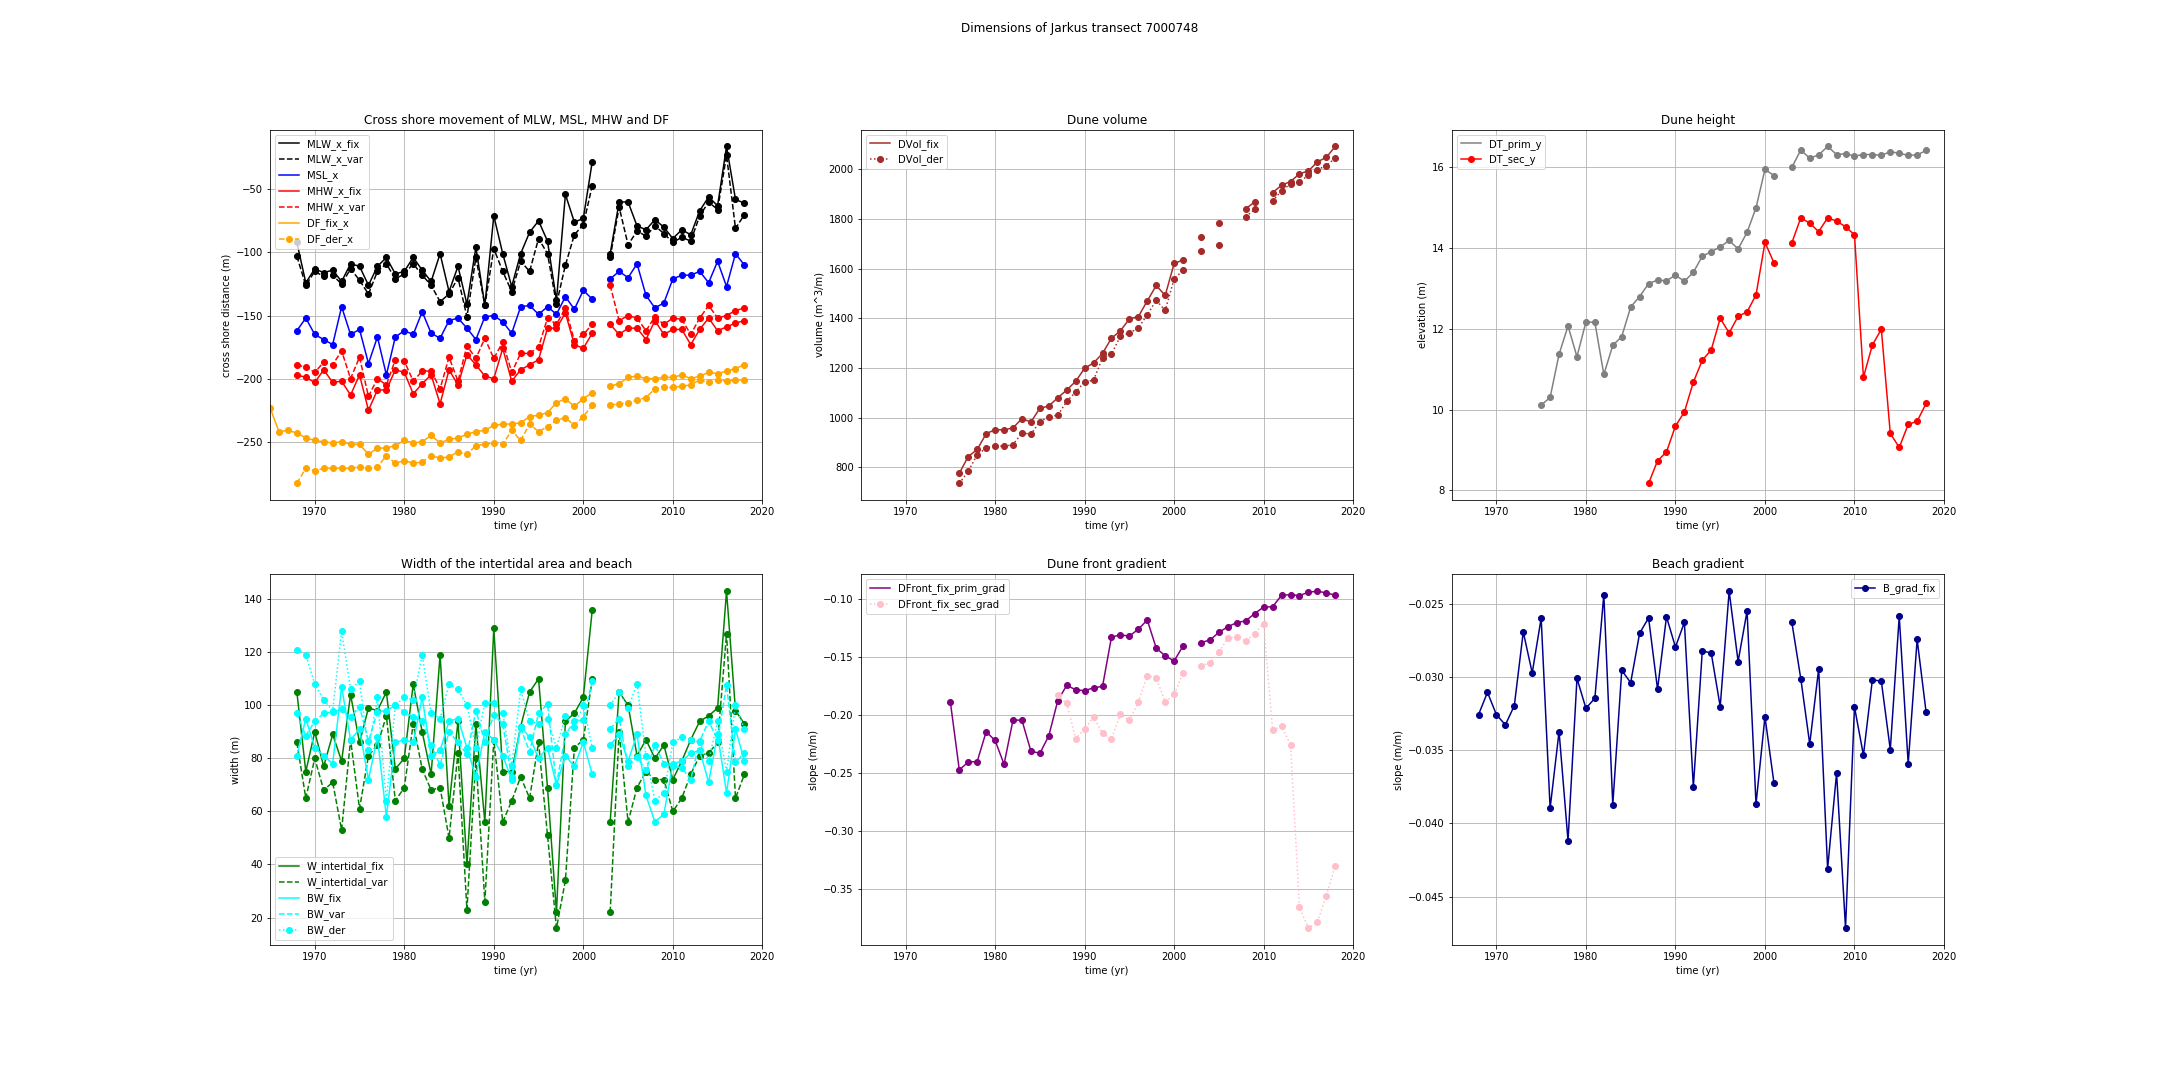 Dimensions of Jarkus transect 7000748
Cross shore movement of MLW, MSL, MHW and DF
MLW_x_fix
MLW_x_var
MSL_x
MHW_x_fix
MHW_x_var
DF_fix_x
DF_der_x
cross shore distance (m)
−50
−100
−150
−200
−250
1970
1980
1990
2000
2010
2020
time (yr)
Dune volume
DVol_fix
DVol_der
volume (m^3/m)
2000
1800
1600
1400
1200
1000
800
1970
1980
1990
2000
2010
2020
time (yr)
Dune height
DT_prim_y
DT_sec_y
elevation (m)
16
14
12
10
8
1970
1980
1990
2000
2010
2020
time (yr)
Width of the intertidal area and beach
W_intertidal_fix
W_intertidal_var
BW_fix
BW_var
BW_der
width (m)
140
120
100
80
60
40
20
1970
1980
1990
2000
2010
2020
time (yr)
Dune front gradient
DFront_fix_prim_grad
DFront_fix_sec_grad
slope (m/m)
−0.10
−0.15
−0.20
−0.25
−0.30
−0.35
1970
1980
1990
2000
2010
2020
time (yr)
Beach gradient
B_grad_fix
slope (m/m)
−0.025
−0.030
−0.035
−0.040
−0.045
1970
1980
1990
2000
2010
2020
time (yr)